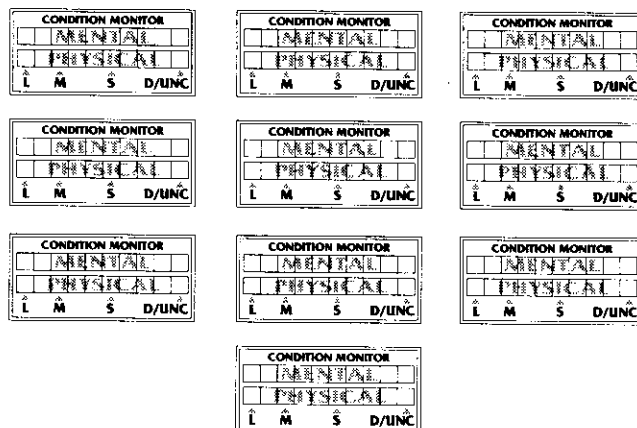 CONDITION MONITOR
MENTAL
PHYSICAL
L M S D/UNC
CONDITION MONITOR
MENTAL
PHYSICAL
L M S D/UNC
CONDITION MONITOR
MENTAL
PHYSICAL
L M S D/UNC
CONDITION MONITOR
MENTAL
PHYSICAL
L M S D/UNC
CONDITION MONITOR
MENTAL
PHYSICAL
L M S D/UNC
CONDITION MONITOR
MENTAL
PHYSICAL
L M S D/UNC
CONDITION MONITOR
MENTAL
PHYSICAL
L M S D/UNC
CONDITION MONITOR
MENTAL
PHYSICAL
L M S D/UNC
CONDITION MONITOR
MENTAL
PHYSICAL
L M S D/UNC
CONDITION MONITOR
MENTAL
PHYSICAL
L M S D/UNC